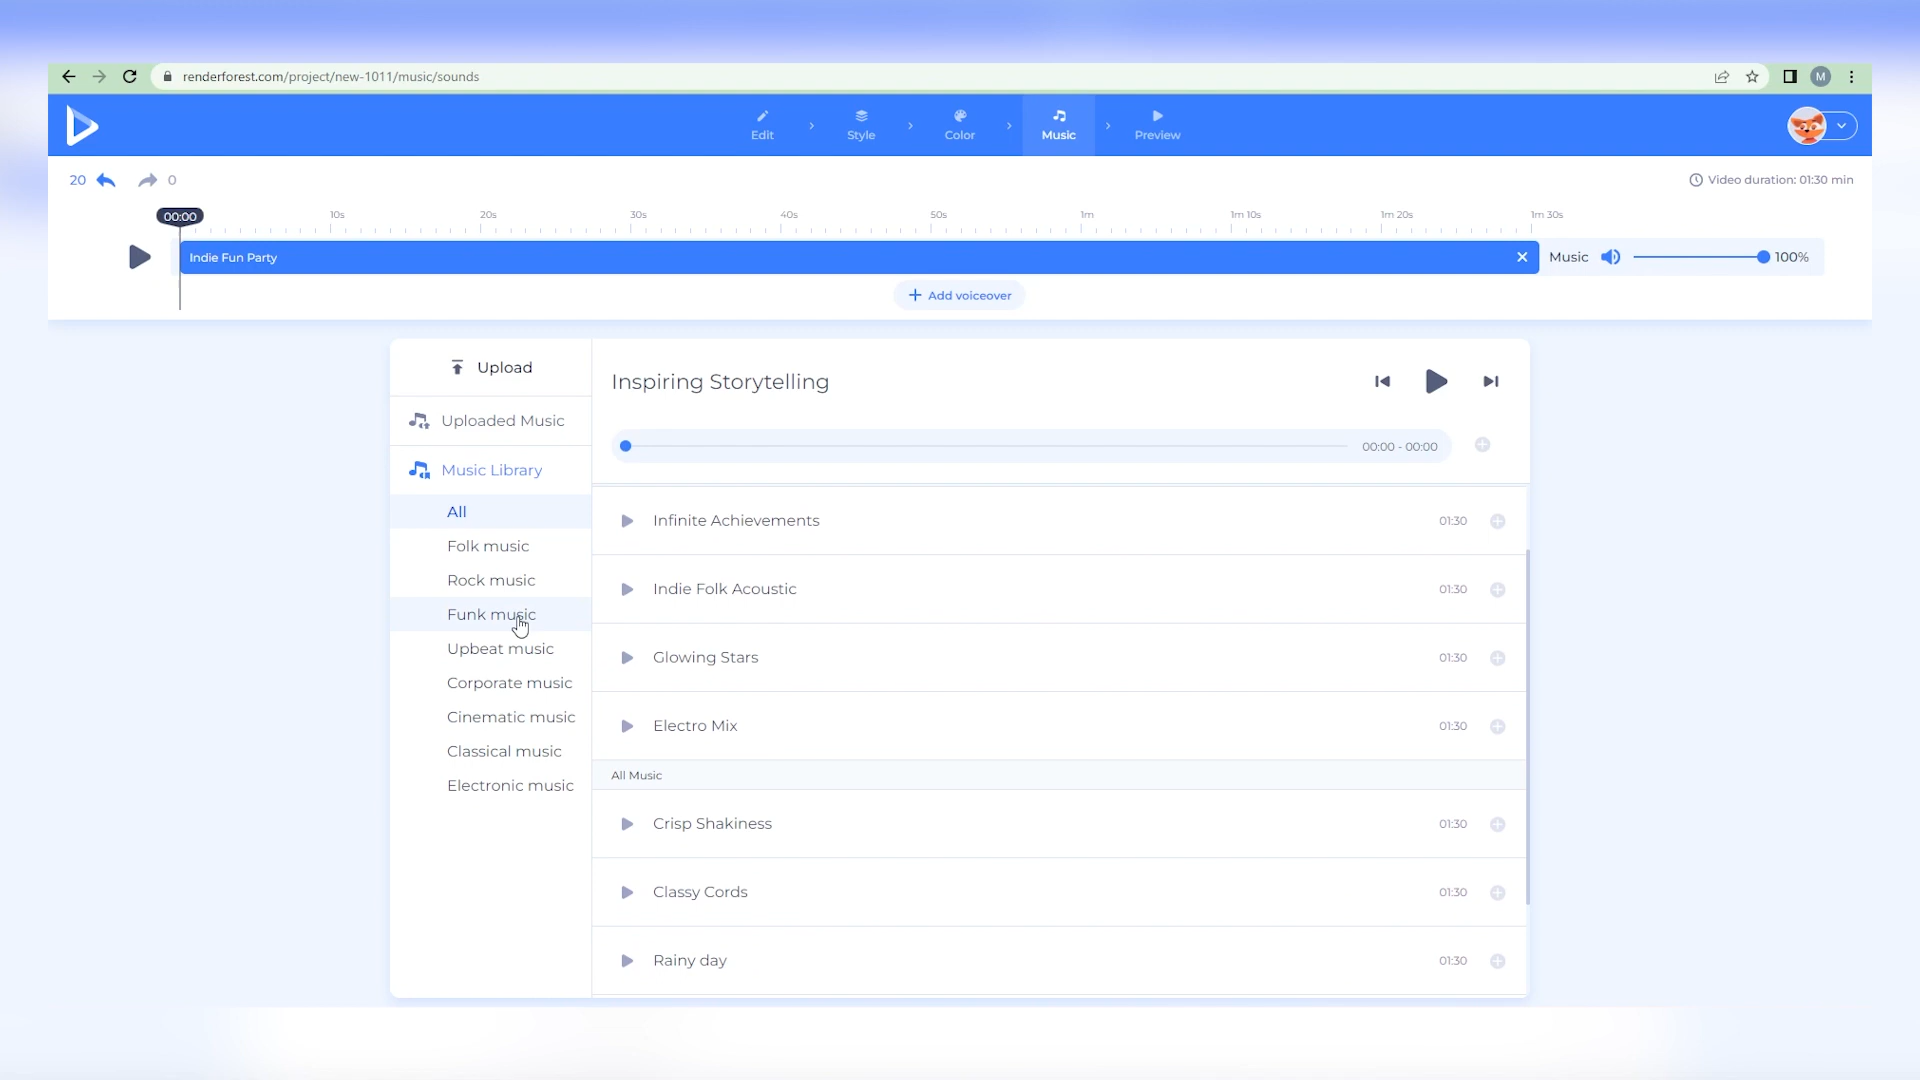 renderforest.com/project/new-1011/music/sounds
M
Edit
Style
Color
Music
Preview
20
0
Video duration: 01:30 min
00:00
10s
20s
30s
40s
50s
1m
1m 10s
1m 20s
1m 30s
Indie Fun Party
Music
100%
Add voiceover
Upload
Uploaded Music
Music Library
All
Folk music
Rock music
Funk music
Upbeat music
Corporate music
Cinematic music
Classical music
Electronic music
Inspiring Storytelling
00:00 - 00:00
Infinite Achievements 01:30
Indie Folk Acoustic 01:30
Glowing Stars 01:30
Electro Mix 01:30
All Music
Crisp Shakiness 01:30
Classy Cords 01:30
Rainy day 01:30